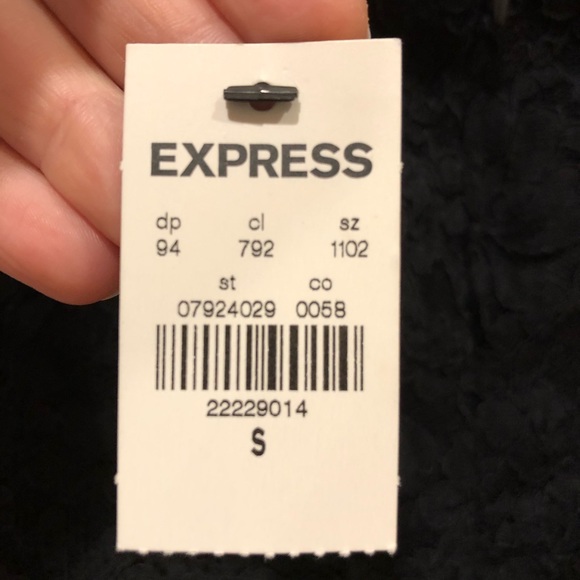 EXPRESS
dp cl sz
94 792 1102
st co
07924029 0058
22229014
S